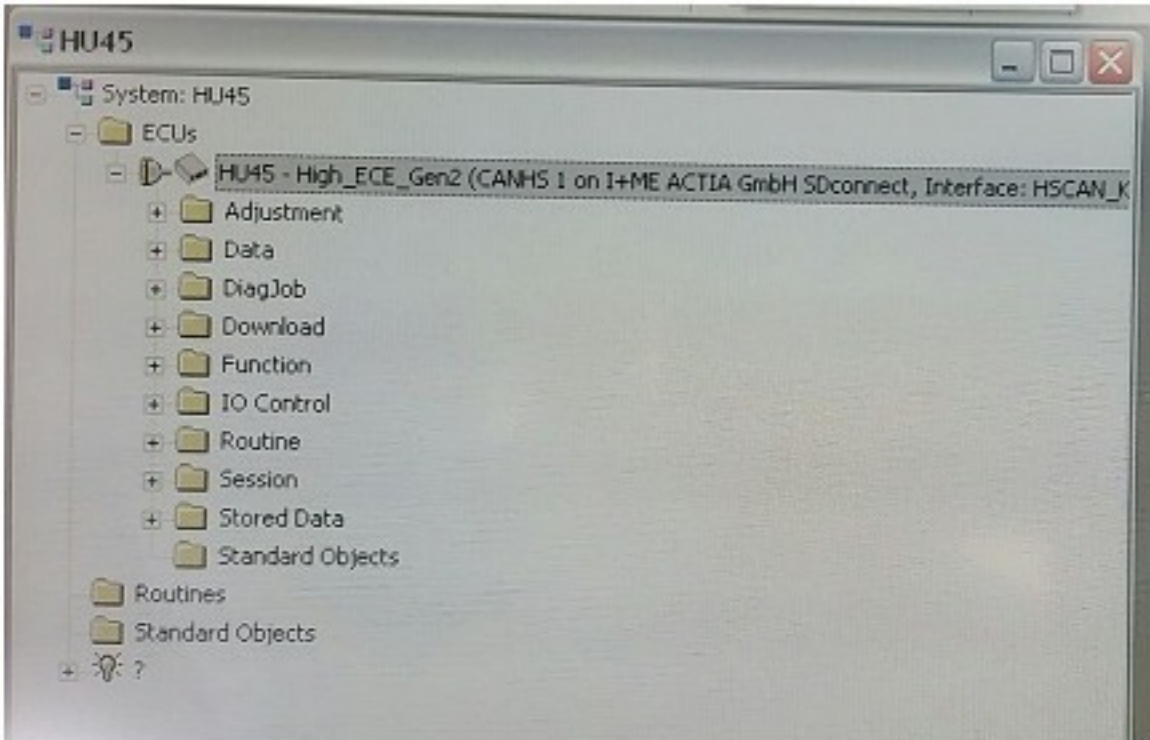 HU45
System: HU45
ECUs
HU45 - High_ECE_Gen2 (CANHS 1 on I+ME ACTIA GmbH SDconnect, Interface: HSCAN_K
Adjustment
Data
DiagJob
Download
Function
IO Control
Routine
Session
Stored Data
Standard Objects
Routines
Standard Objects
?